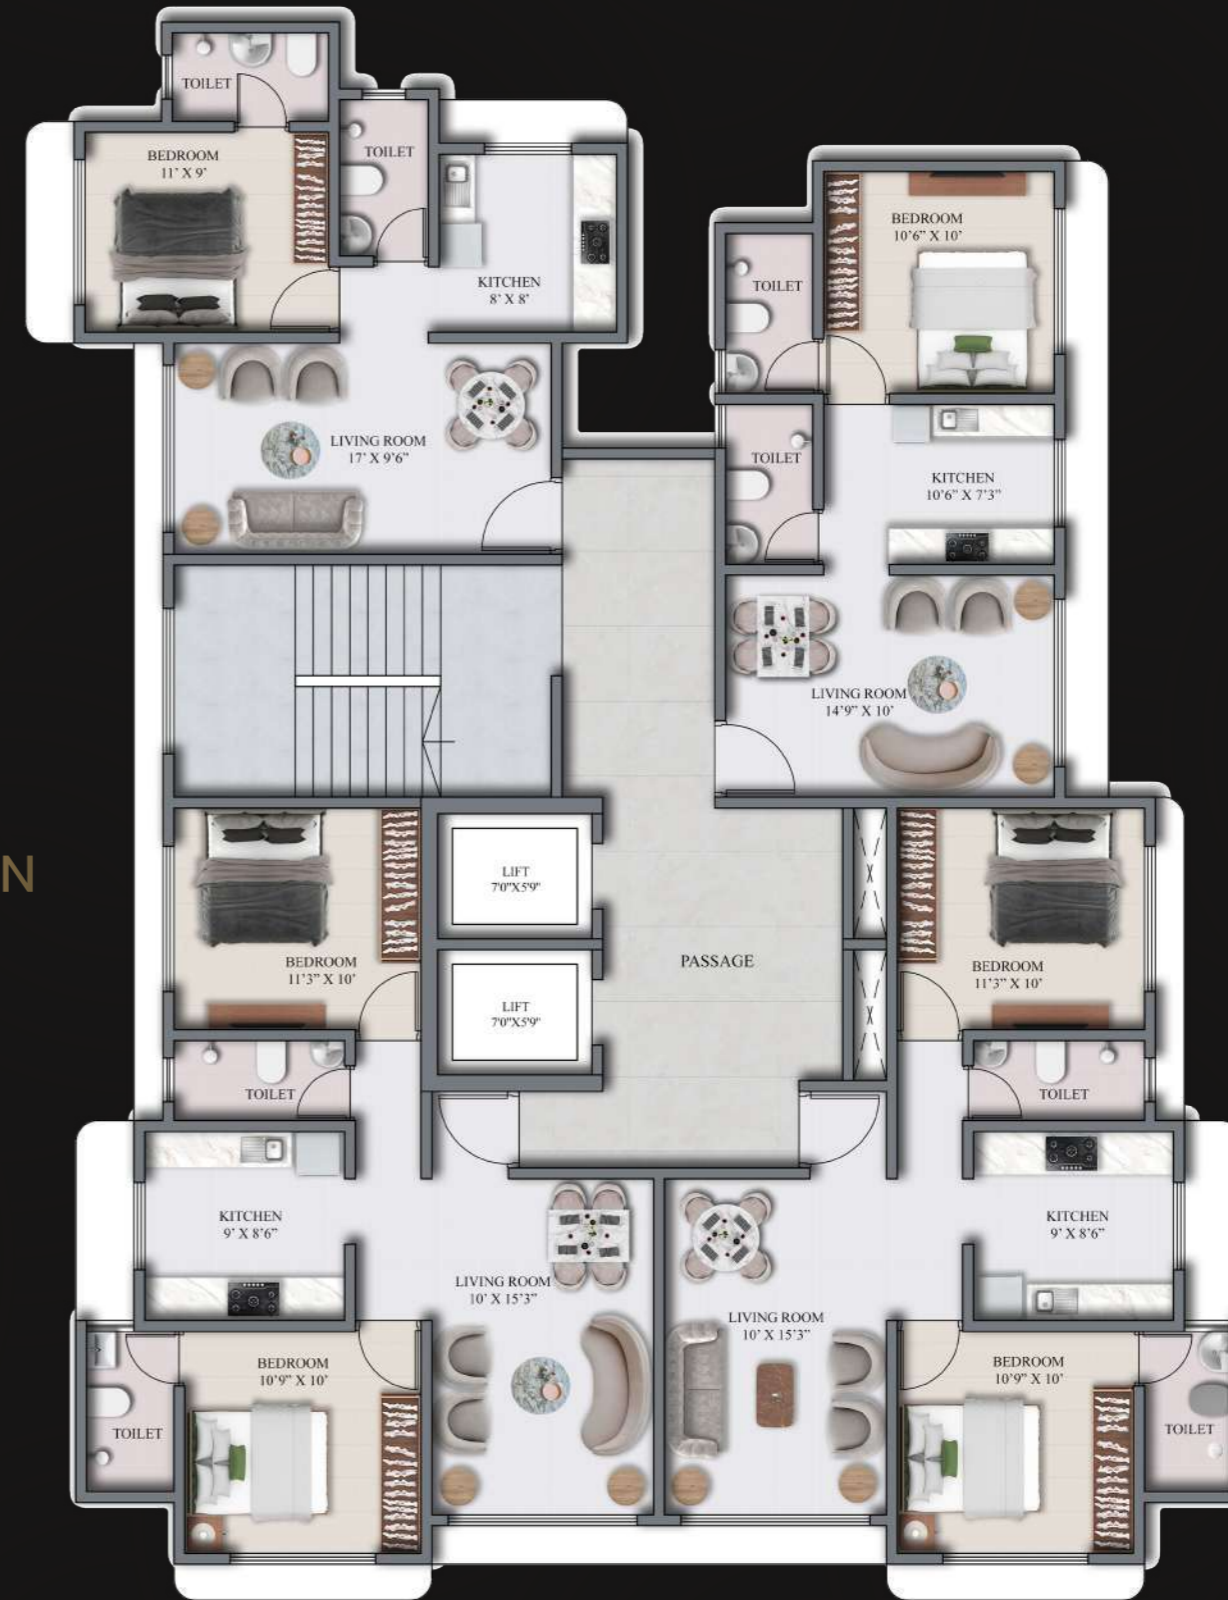 TOILET
BEDROOM
11' X 9'
TOILET
KITCHEN
8' X 8'
LIVING ROOM
17' X 9'6"
BEDROOM
10'6" X 10'
TOILET
TOILET
KITCHEN
10'6" X 7'3"
LIVING ROOM
14'9" X 10'
N
LIFT
7'0"X5'9"
LIFT
7'0"X5'9"
PASSAGE
BEDROOM
11'3" X 10'
BEDROOM
11'3" X 10'
TOILET
TOILET
KITCHEN
9' X 8'6"
KITCHEN
9' X 8'6"
LIVING ROOM
10' X 15'3"
LIVING ROOM
10' X 15'3"
BEDROOM
10'9" X 10'
BEDROOM
10'9" X 10'
TOILET
TOILET